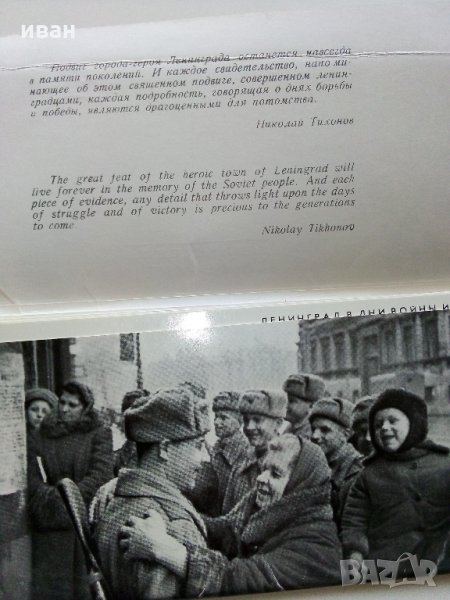 иван
Подвиг города-героя Ленинграда останется навсегда
в памяти поколений. И каждое свидетельство, напоми-
нающее об этом священном подвиге, совершенном ленин-
градцами, каждая подробность, говорящая о днях борьбы
и победы, являются драгоценными для потомства.
Николай Тихонов
The great feat of the heroic town of Leningrad will
live forever in the memory of the Soviet people. And each
piece of evidence, any detail that throws light upon the days
of struggle and of victory is precious to the generations
to come.
Nikolay Tikhonov
ЛЕНИНГРАД В ДНИ ВОЙНЫ И
BAZAR